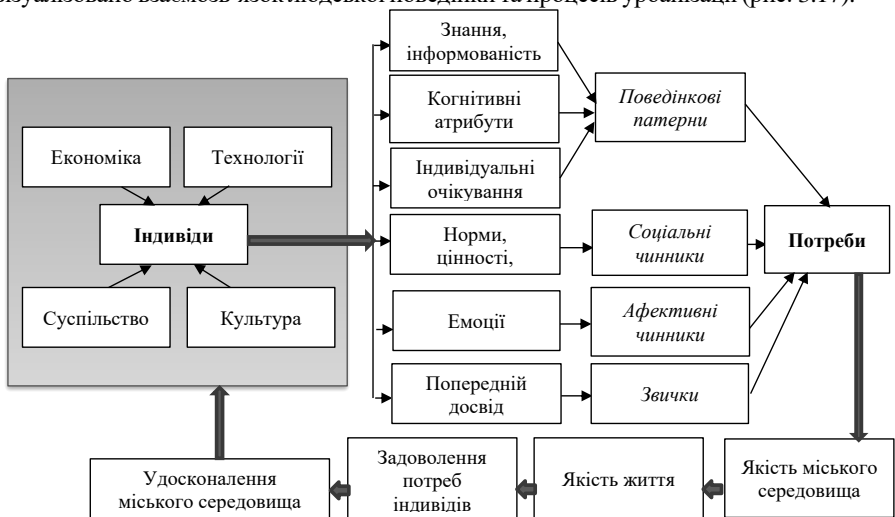 візуалізовано взаємозв'язок людської поведінки та процесів урбанізації (рис. 3.17).
Знання,
інформованість
Когнітивні
атрибути
Індивідуальні
очікування
Норми,
цінності,
Емоції
Попередній
досвід
Поведінкові
патерни
Соціальні
чинники
Афективні
чинники
Звички
Потреби
Економіка
Технології
Індивіди
Суспільство
Культура
Удосконалення
міського середовища
Задоволення
потреб
індивідів
Якість життя
Якість міського
середовища